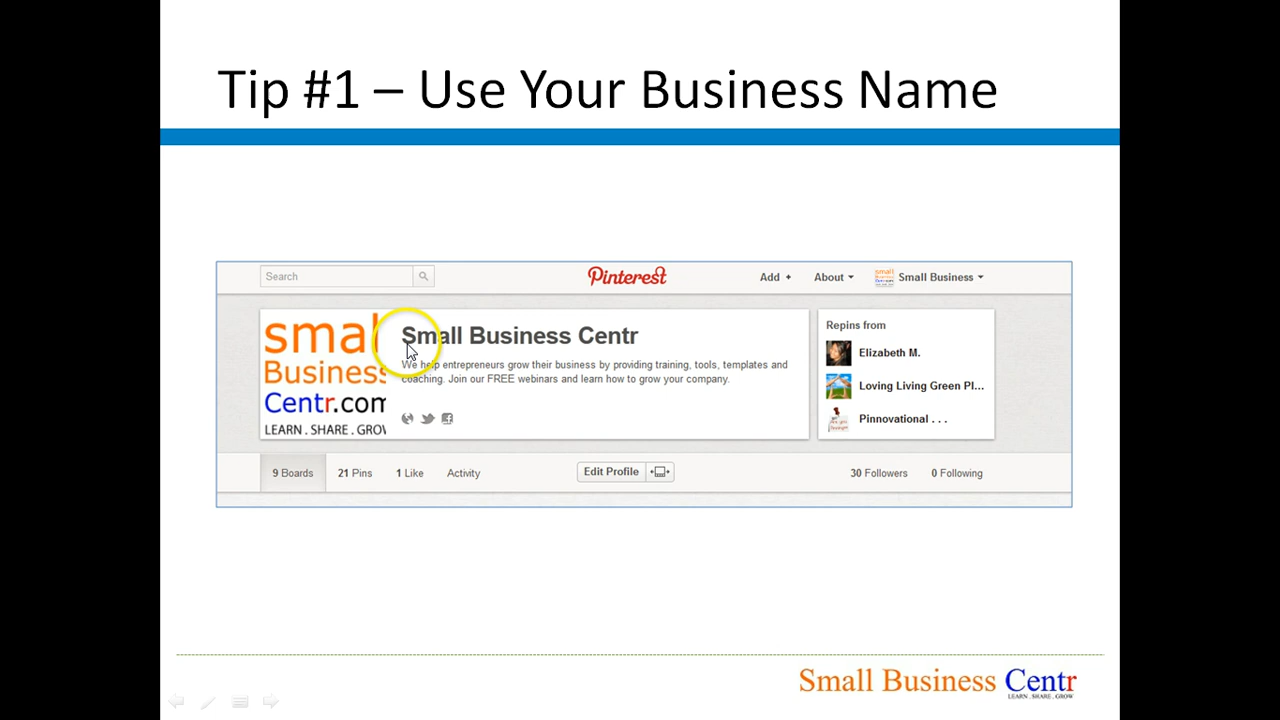 Tip #1 – Use Your Business Name
Search
Pinterest
Add +
About
Small Business
small
Business
Centr.com
LEARN . SHARE . GROW
Small Business Centr
We help entrepreneurs grow their business by providing training, tools, templates and
coaching. Join our FREE webinars and learn how to grow your company.
Repins from
Elizabeth M.
Loving Living Green Pl...
Pinnovational . . .
9 Boards
21 Pins
1 Like
Activity
Edit Profile
30 Followers
0 Following
Small Business Centr
LEARN . SHARE . GROW